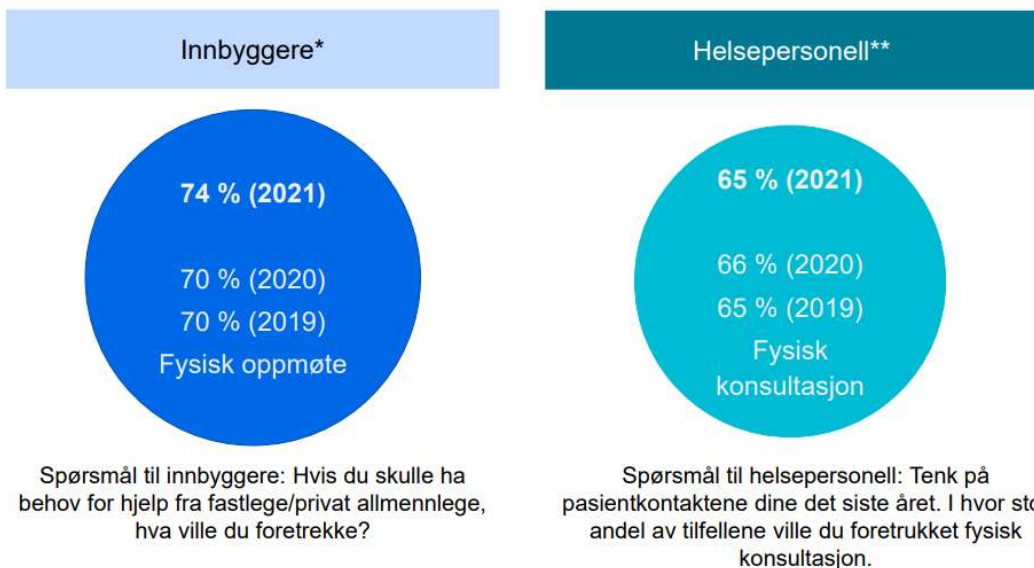 Innbyggere*
74 % (2021)
70 % (2020)
70 % (2019)
Fysisk oppmøte
Spørsmål til innbyggere: Hvis du skulle ha
behov for hjelp fra fastlege/privat allmennlege,
hva ville du foretrekke?
Helsepersonell**
65 % (2021)
66 % (2020)
65 % (2019)
Fysisk
konsultasjon
Spørsmål til helsepersonell: Tenk på
pasientkontaktene dine det siste året. I hvor
andel av tilfellene ville du foretrukket fysisk
konsultasjon.